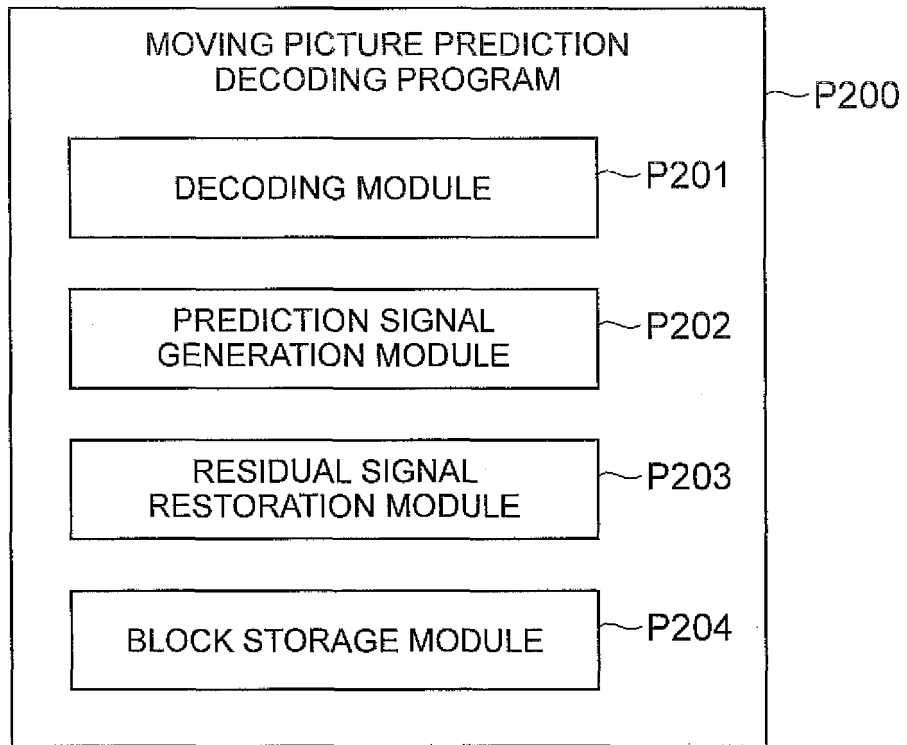 MOVING PICTURE PREDICTION
DECODING PROGRAM
P200
DECODING MODULE
P201
PREDICTION SIGNAL
GENERATION MODULE
P202
RESIDUAL SIGNAL
RESTORATION MODULE
P203
BLOCK STORAGE MODULE
P204